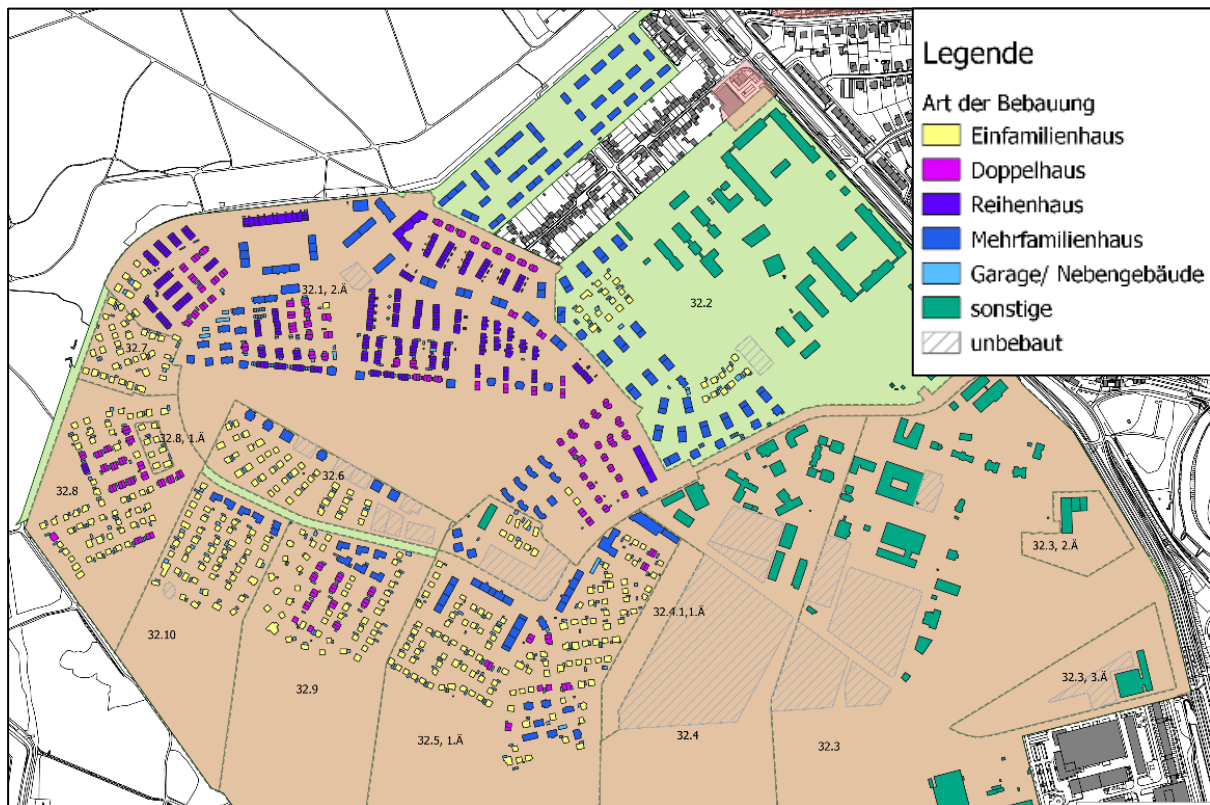 Legende
Art der Bebauung
Einfamilienhaus
Doppelhaus
Reihenhaus
Mehrfamilienhaus
Garage/ Nebengebäude
sonstige
unbebaut
32.1, 2.Ä
32.2
32.7
32.8, 1.Ä
32.6
32.8
32.3, 2.Ä
32.4.1,1.Ä
32.10
32.9
32.3, 3.Ä
32.5, 1.Ä
32.4
32.3